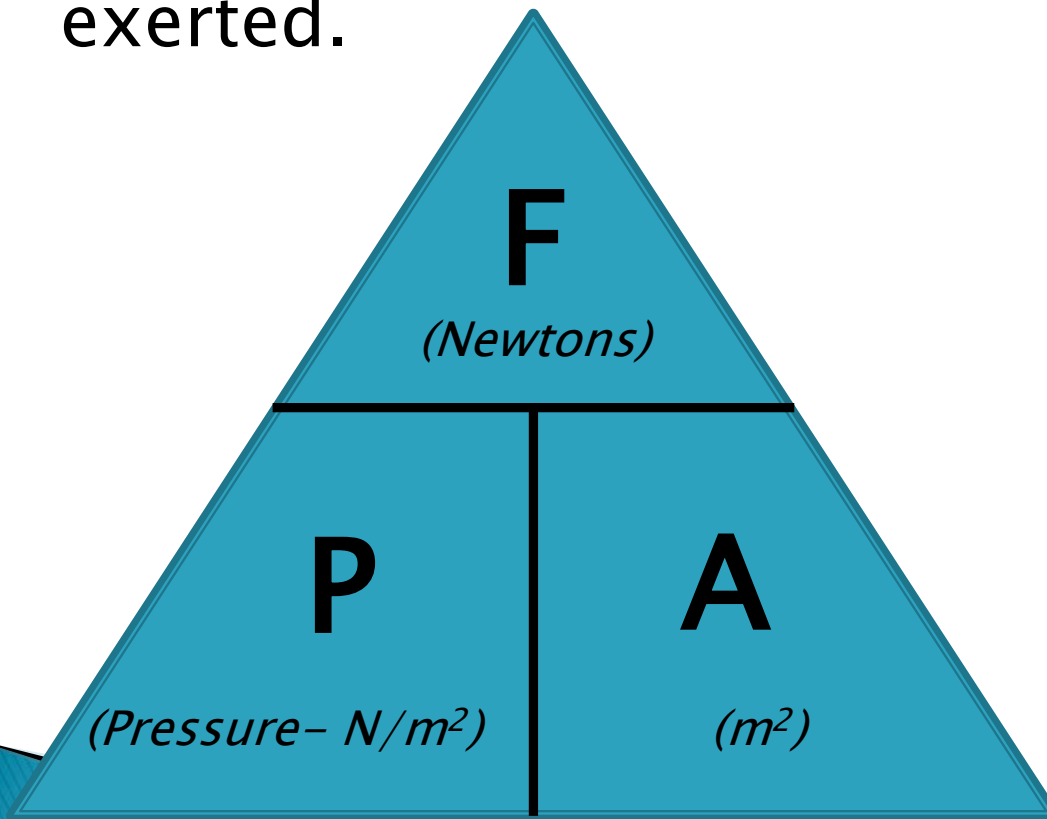 exerted.
F
(Newtons)
P
A
(Pressure- N/m²)
(m²)